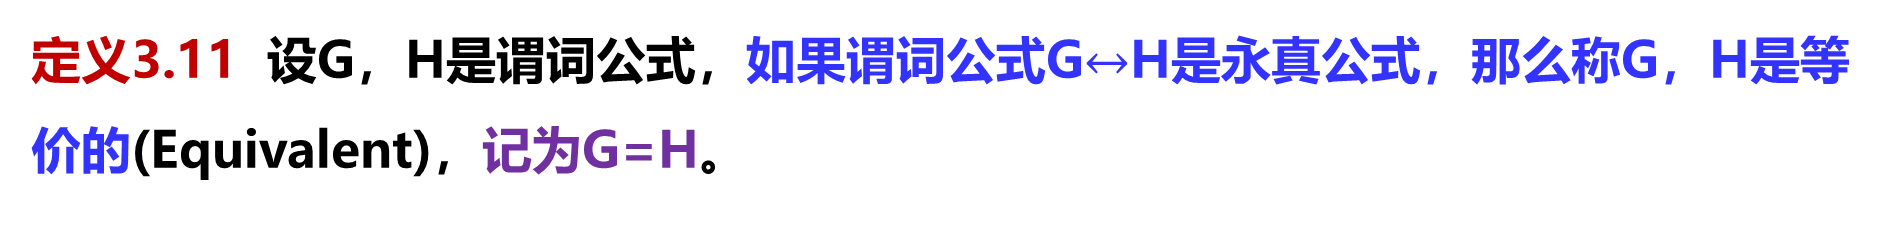 定义3.11 设G，H是谓词公式，如果谓词公式G↔H是永真公式，那么称G，H是等
价的(Equivalent)，记为G=H。